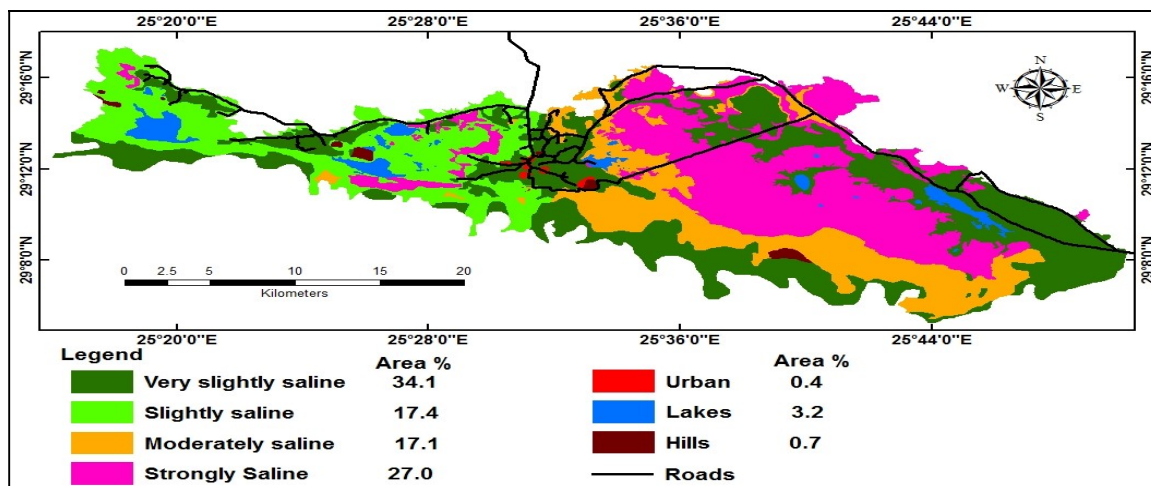 25°20'0"E 25°28'0"E 25°36'0"E 25°44'0"E
29°46'0"N 29°46'0"N
N
W E
S
29°12'0"N 29°12'0"N
29°8'0"N 29°8'0"N
0 2.5 5 10 15 20
Kilometers
25°20'0"E 25°28'0"E 25°36'0"E 25°44'0"E
Legend Area % Area %
Very slightly saline 34.1 Urban 0.4
Slightly saline 17.4 Lakes 3.2
Moderately saline 17.1 Hills 0.7
Strongly Saline 27.0 Roads